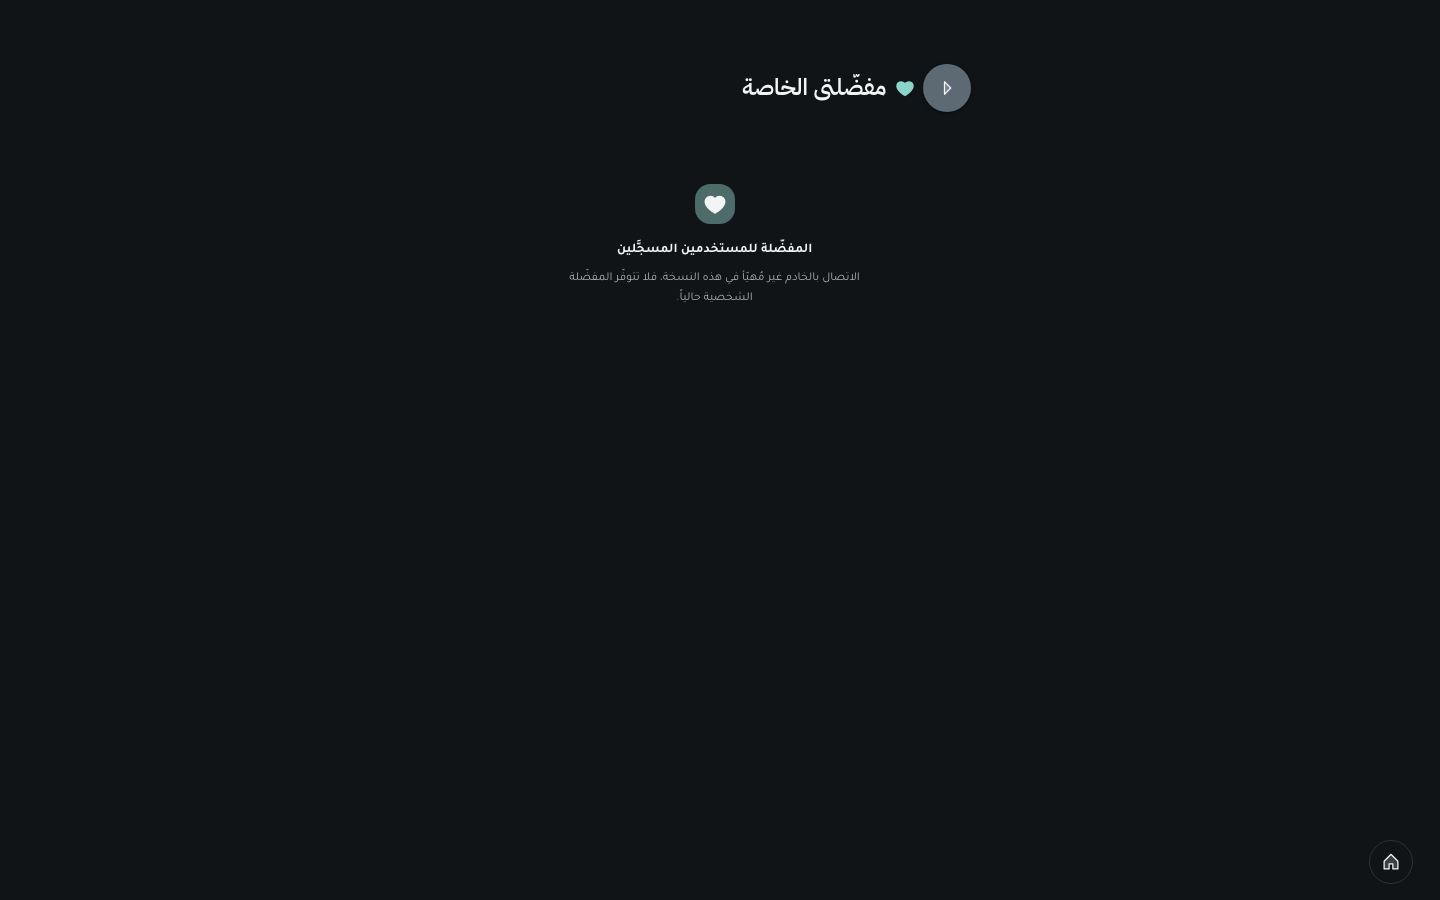 مفضّلتي الخاصة
المفضّلة للمستخدمين المسجَّلين
الاتصال بالخادم غير مُهيّأ في هذه النسخة، فلا تتوفّر المفضّلة
الشخصية حالياً.